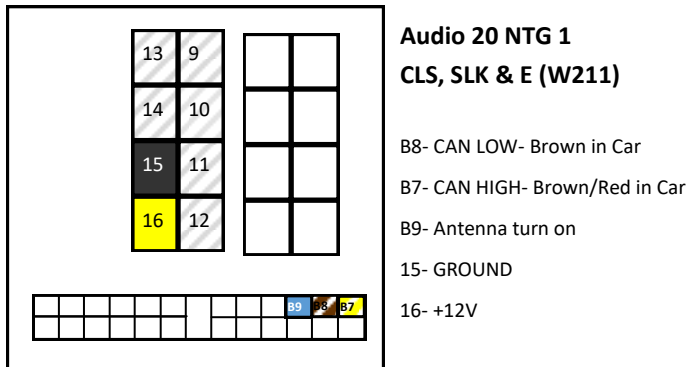 Audio 20 NTG 1
CLS, SLK & E (W211)
13 9
14 10
15 11
16 12
B9 B8 B7
B8- CAN LOW- Brown in Car
B7- CAN HIGH- Brown/Red in Car
B9- Antenna turn on
15- GROUND
16- +12V